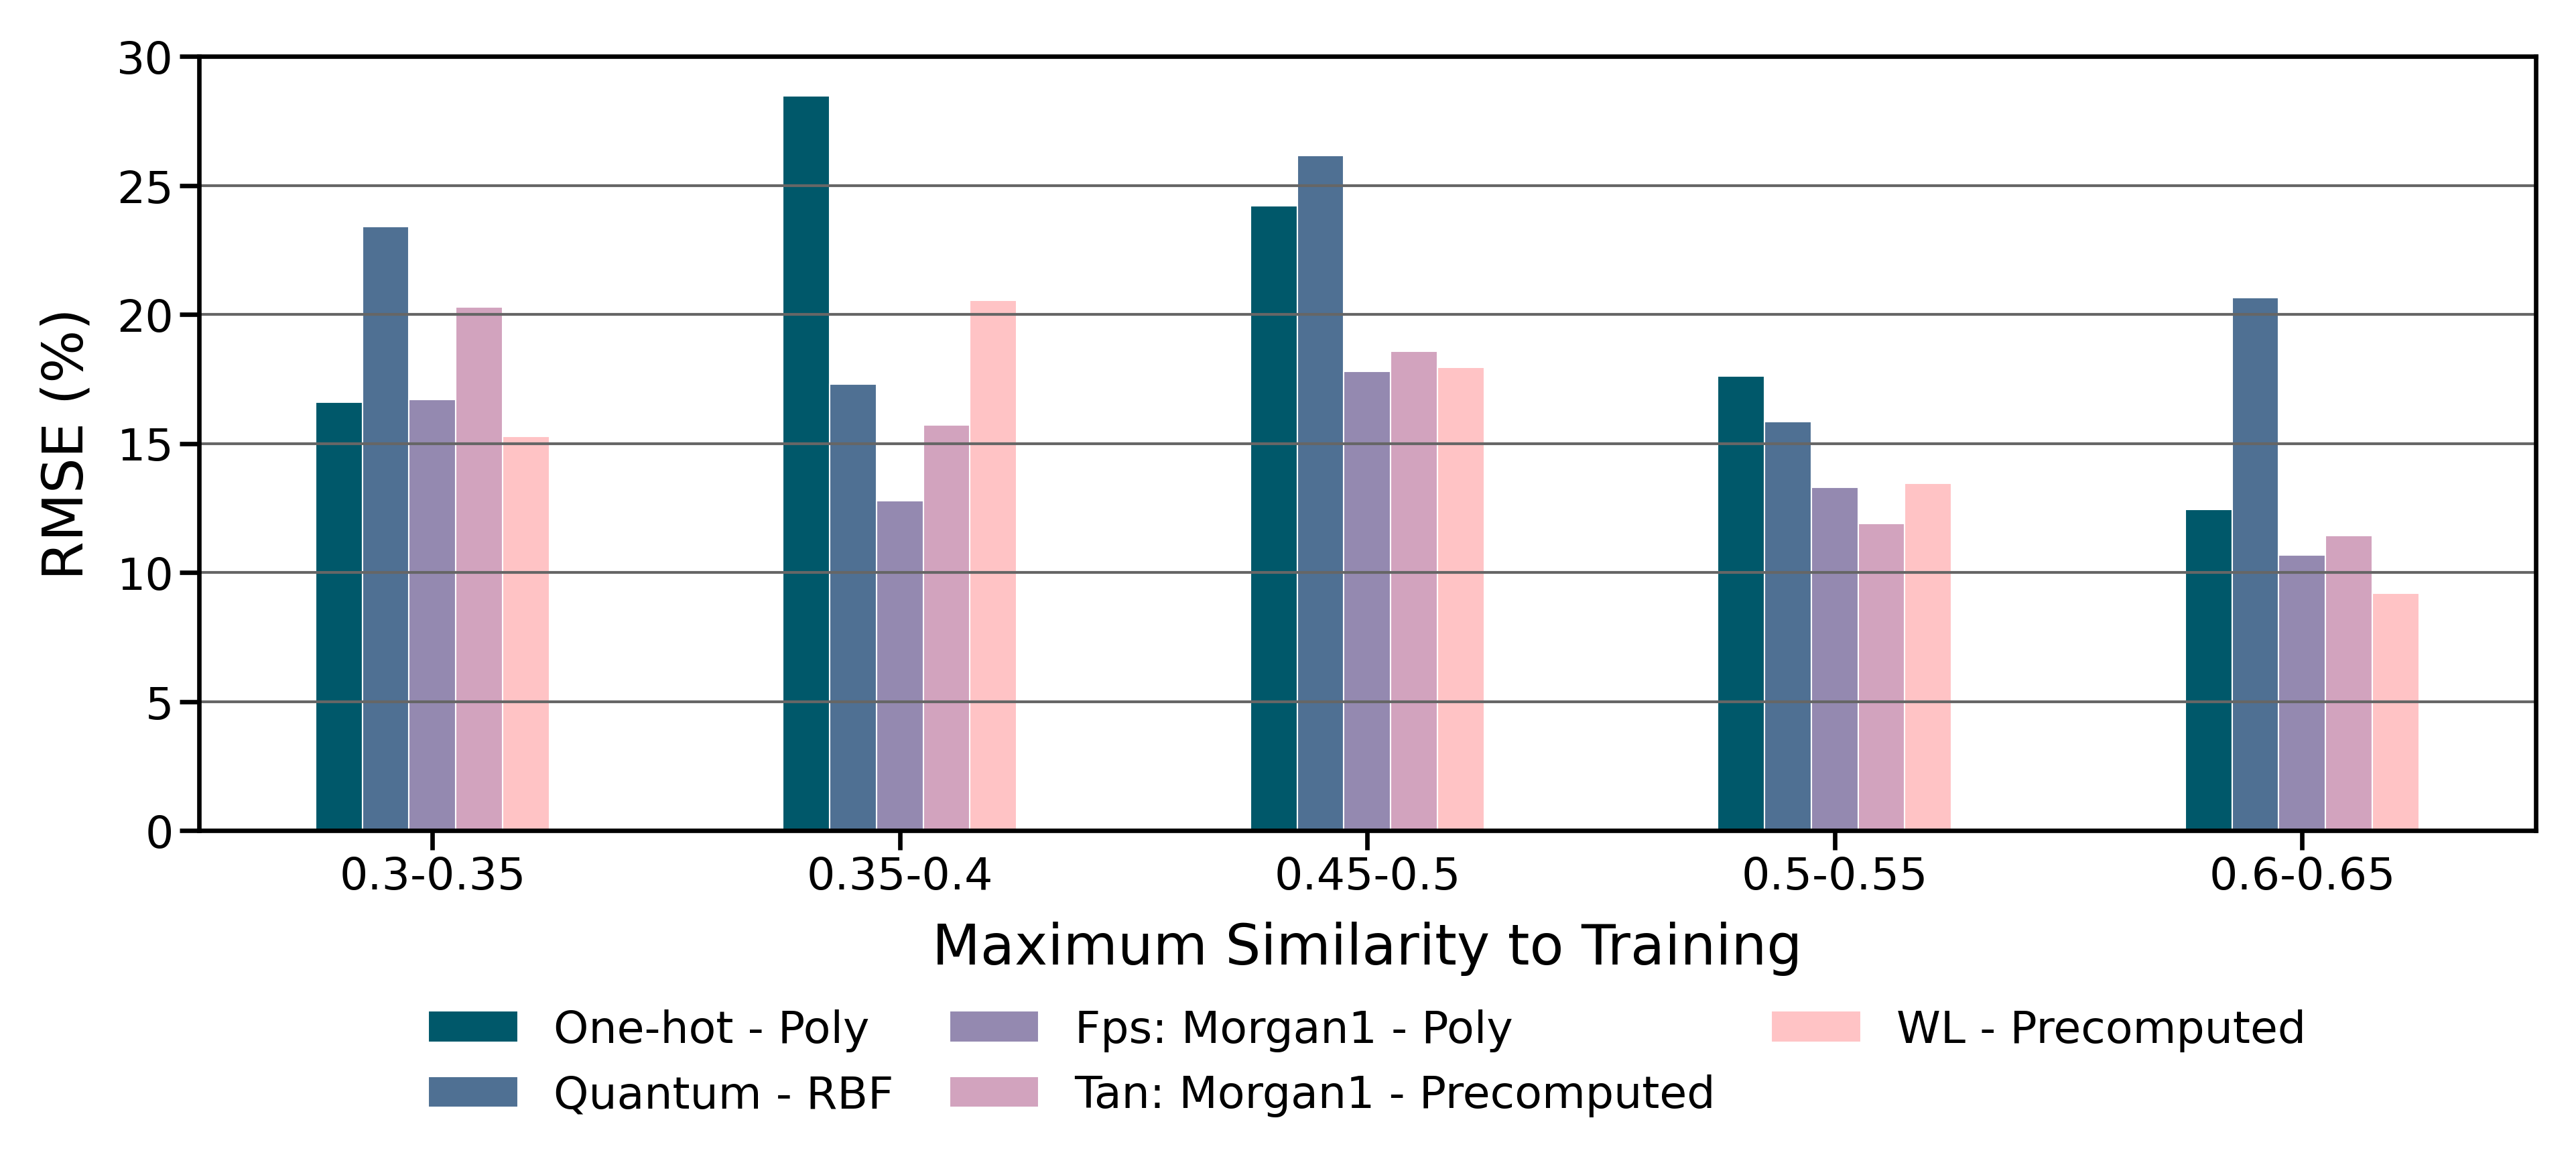 30
25
20
15
10
5
0
RMSE (%)
0.3-0.35 0.35-0.4 0.45-0.5 0.5-0.55 0.6-0.65
Maximum Similarity to Training
One-hot - Poly Fps: Morgan1 - Poly WL - Precomputed
Quantum - RBF Tan: Morgan1 - Precomputed